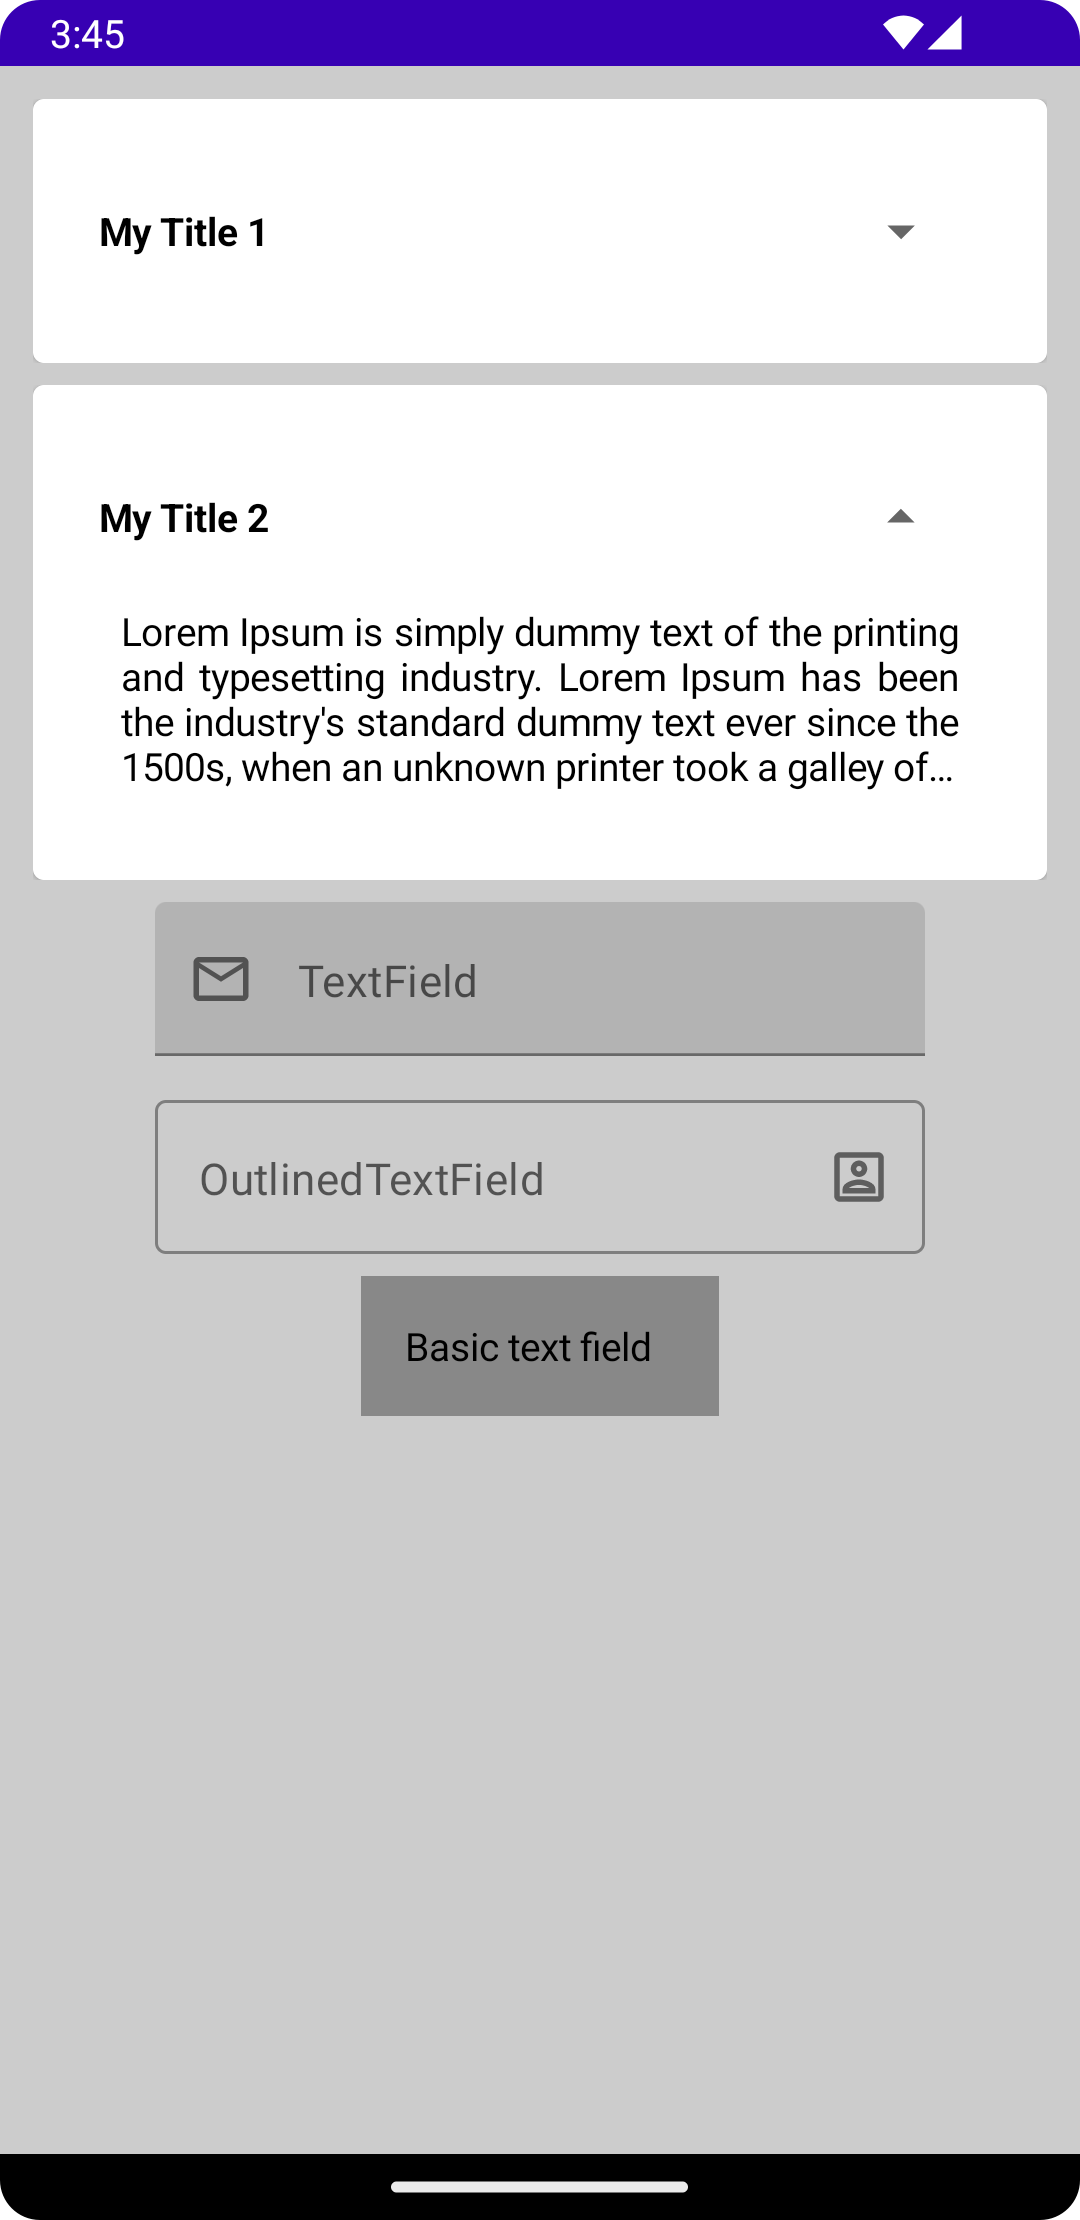 3:45
My Title 1
My Title 2
Lorem Ipsum is simply dummy text of the printing
and typesetting industry. Lorem Ipsum has been
the industry's standard dummy text ever since the
1500s, when an unknown printer took a galley of…
TextField
OutlinedTextField
Basic text field